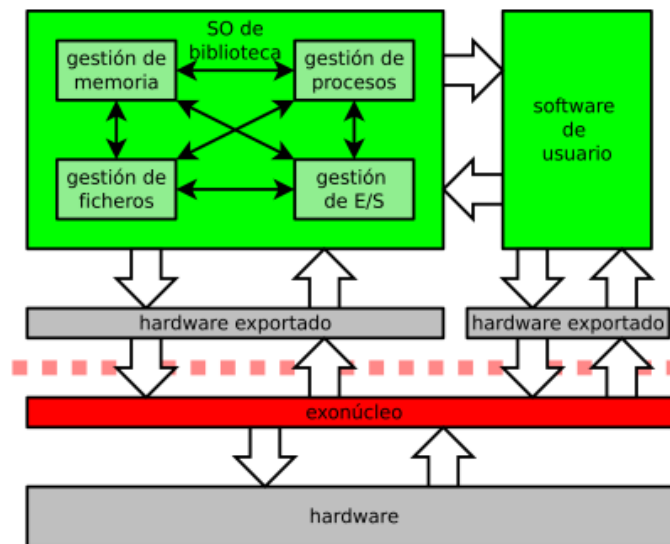 SO de
biblioteca
gestión de
memoria
gestión de
procesos
gestión de
ficheros
gestión
de E/S
software
de
usuario
hardware exportado
hardware exportado
exonúcleo
hardware